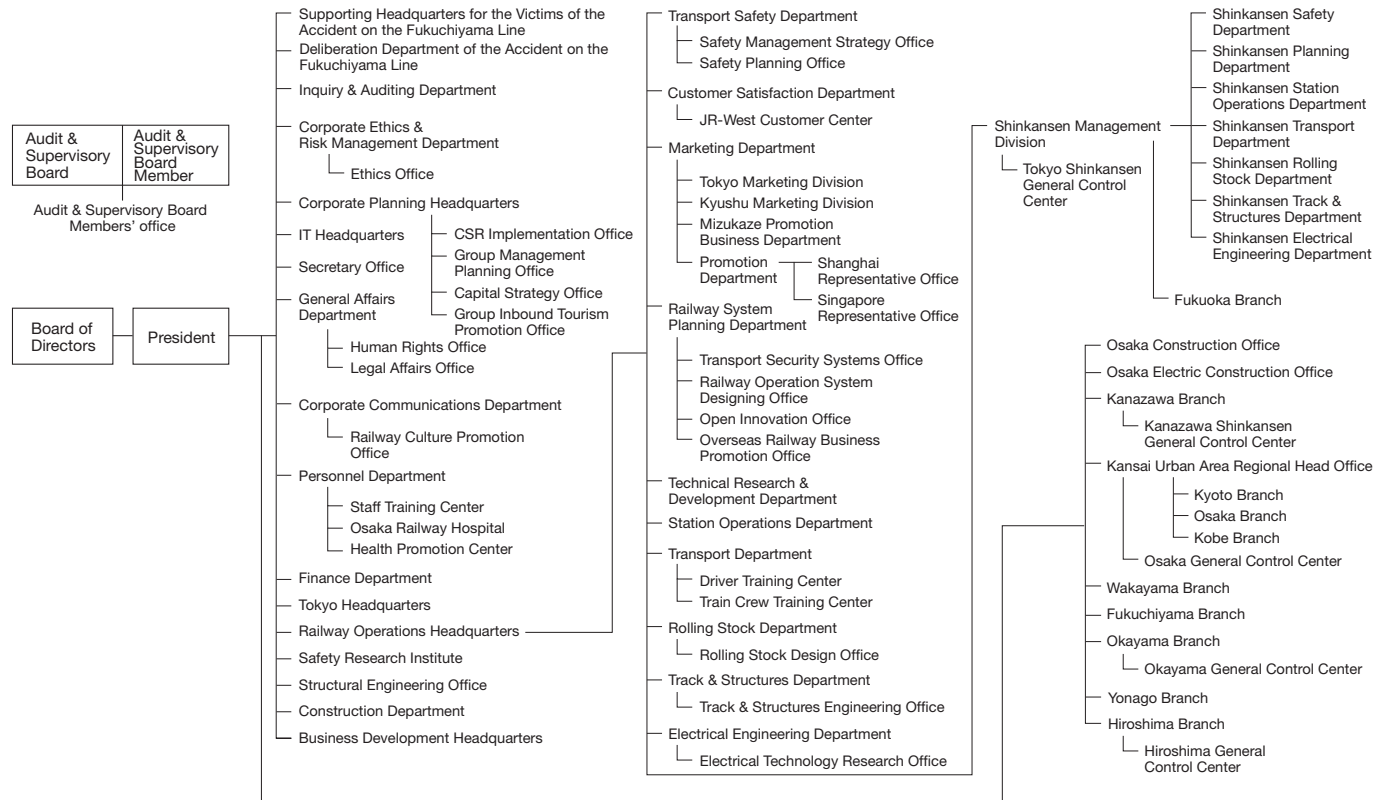 Audit &
Supervisory
Board
Audit &
Supervisory
Board
Member
Audit & Supervisory Board
Members' office
Board of
Directors
President
Supporting Headquarters for the Victims of the
Accident on the Fukuchiyama Line
Deliberation Department of the Accident on the
Fukuchiyama Line
Inquiry & Auditing Department
Corporate Ethics &
Risk Management Department
Ethics Office
Corporate Planning Headquarters
CSR Implementation Office
Group Management
Planning Office
Capital Strategy Office
Group Inbound Tourism
Promotion Office
IT Headquarters
Secretary Office
General Affairs
Department
Human Rights Office
Legal Affairs Office
Corporate Communications Department
Railway Culture Promotion
Office
Personnel Department
Staff Training Center
Osaka Railway Hospital
Health Promotion Center
Finance Department
Tokyo Headquarters
Railway Operations Headquarters
Safety Research Institute
Structural Engineering Office
Construction Department
Business Development Headquarters
Transport Safety Department
Safety Management Strategy Office
Safety Planning Office
Customer Satisfaction Department
JR-West Customer Center
Marketing Department
Tokyo Marketing Division
Kyushu Marketing Division
Mizukaze Promotion
Business Department
Promotion
Department
Shanghai
Representative Office
Singapore
Representative Office
Railway System
Planning Department
Transport Security Systems Office
Railway Operation System
Designing Office
Open Innovation Office
Overseas Railway Business
Promotion Office
Technical Research &
Development Department
Station Operations Department
Transport Department
Driver Training Center
Train Crew Training Center
Rolling Stock Department
Rolling Stock Design Office
Track & Structures Department
Track & Structures Engineering Office
Electrical Engineering Department
Electrical Technology Research Office
Shinkansen Management
Division
Tokyo Shinkansen
General Control
Center
Shinkansen Safety
Department
Shinkansen Planning
Department
Shinkansen Station
Operations Department
Shinkansen Transport
Department
Shinkansen Rolling
Stock Department
Shinkansen Track &
Structures Department
Shinkansen Electrical
Engineering Department
Fukuoka Branch
Osaka Construction Office
Osaka Electric Construction Office
Kanazawa Branch
Kanazawa Shinkansen
General Control Center
Kansai Urban Area Regional Head Office
Kyoto Branch
Osaka Branch
Kobe Branch
Osaka General Control Center
Wakayama Branch
Fukuchiyama Branch
Okayama Branch
Okayama General Control Center
Yonago Branch
Hiroshima Branch
Hiroshima General
Control Center